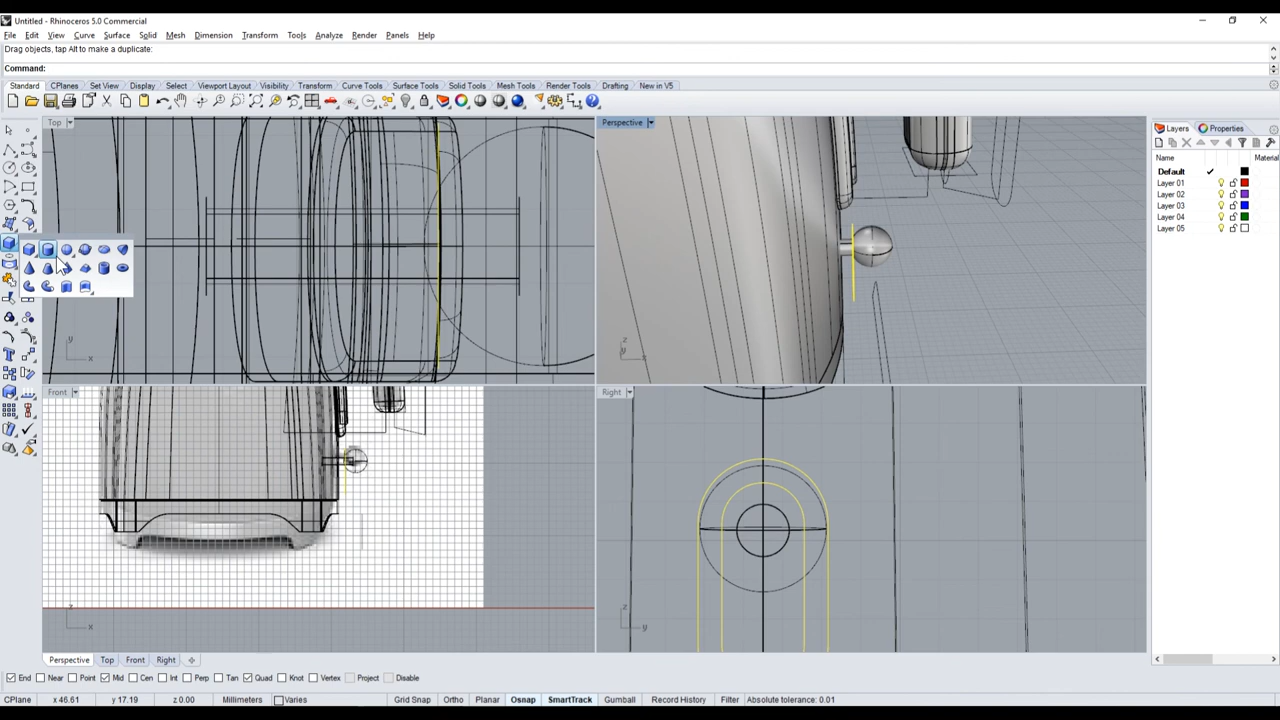 Untitled - Rhinoceros 5.0 Commercial
File Edit View Curve Surface Solid Mesh Dimension Transform Tools Analyze Render Panels Help
Drag objects, tap Alt to make a duplicate:
Command:
Standard CPlanes Set View Display Select Viewport Layout Visibility Transform Curve Tools Surface Tools Solid Tools Mesh Tools Render Tools Drafting New in V5
Top
Perspective
Layers Properties
Name Material
Default
Layer 01
Layer 02
Layer 03
Layer 04
Layer 05
y
x
z
y
Front
Right
z
x
z
y
Perspective Top Front Right
End Near Point Mid Cen Int Perp Tan Quad Knot Vertex Project Disable
CPlane x 46.61 y 17.19 z 0.00 Millimeters Varies Grid Snap Ortho Planar Osnap SmartTrack Gumball Record History Filter Absolute tolerance: 0.01